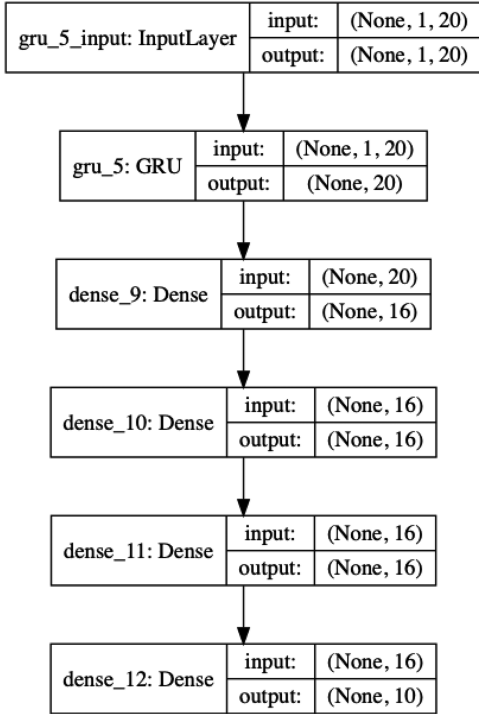 gru_5_input: InputLayer
input: (None, 1, 20)
output: (None, 1, 20)
gru_5: GRU
input: (None, 1, 20)
output: (None, 20)
dense_9: Dense
input: (None, 20)
output: (None, 16)
dense_10: Dense
input: (None, 16)
output: (None, 16)
dense_11: Dense
input: (None, 16)
output: (None, 16)
dense_12: Dense
input: (None, 16)
output: (None, 10)